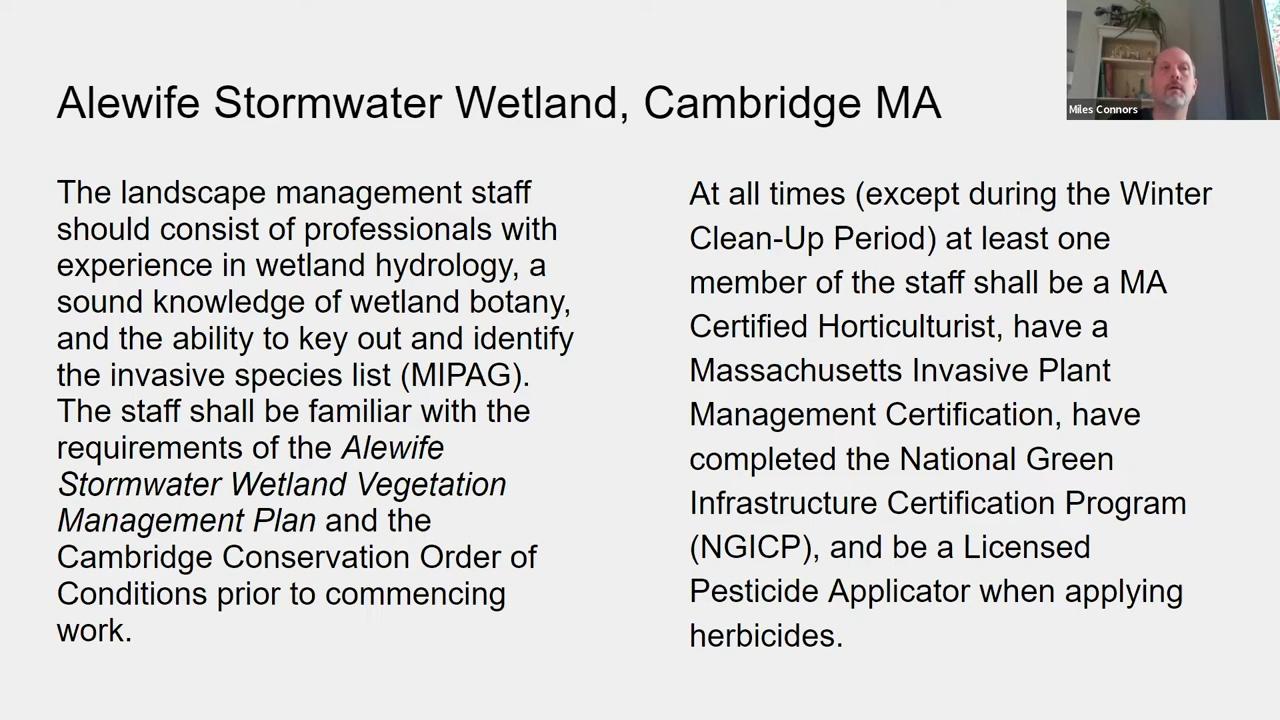 Alewife Stormwater Wetland, Cambridge MA
Miles Connors
The landscape management staff
should consist of professionals with
experience in wetland hydrology, a
sound knowledge of wetland botany,
and the ability to key out and identify
the invasive species list (MIPAG).
The staff shall be familiar with the
requirements of the Alewife
Stormwater Wetland Vegetation
Management Plan and the
Cambridge Conservation Order of
Conditions prior to commencing
work.
At all times (except during the Winter
Clean-Up Period) at least one
member of the staff shall be a MA
Certified Horticulturist, have a
Massachusetts Invasive Plant
Management Certification, have
completed the National Green
Infrastructure Certification Program
(NGICP), and be a Licensed
Pesticide Applicator when applying
herbicides.